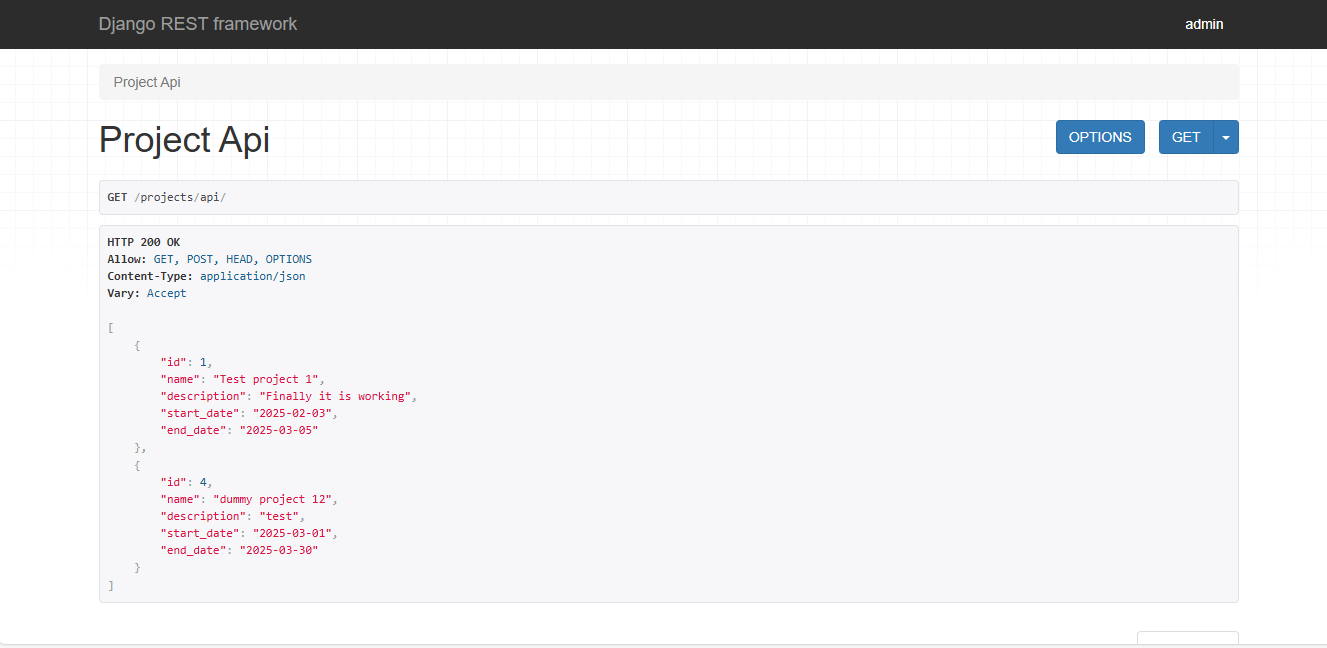 Django REST framework
admin
Project Api
Project Api
OPTIONS
GET
GET /projects/api/
HTTP 200 OK
Allow: GET, POST, HEAD, OPTIONS
Content-Type: application/json
Vary: Accept
[
    {
        "id": 1,
        "name": "Test project 1",
        "description": "Finally it is working",
        "start_date": "2025-02-03",
        "end_date": "2025-03-05"
    },
    {
        "id": 4,
        "name": "dummy project 12",
        "description": "test",
        "start_date": "2025-03-01",
        "end_date": "2025-03-30"
    }
]